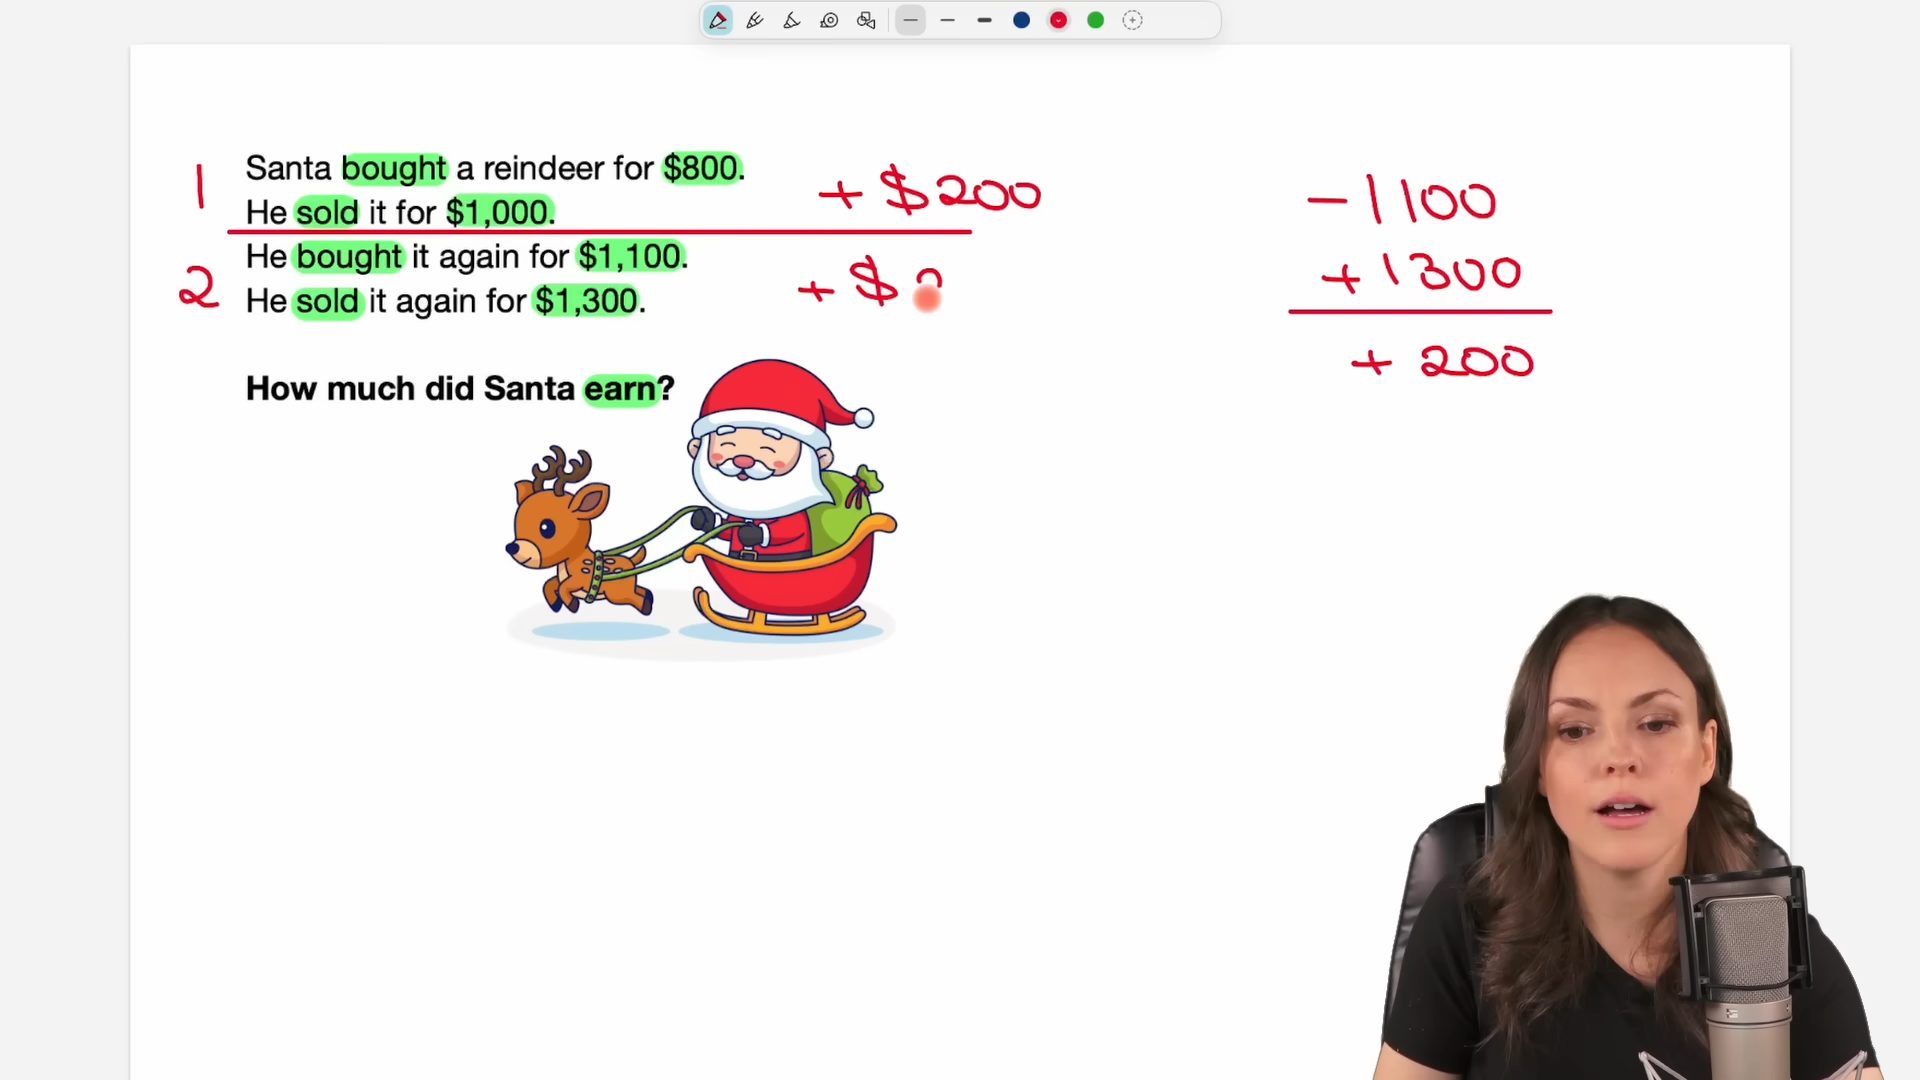 1
Santa bought a reindeer for $800.
He sold it for $1,000.
+ $200
2
He bought it again for $1,100.
He sold it again for $1,300.
+ $
How much did Santa earn?
-1100
+1300
+ 200